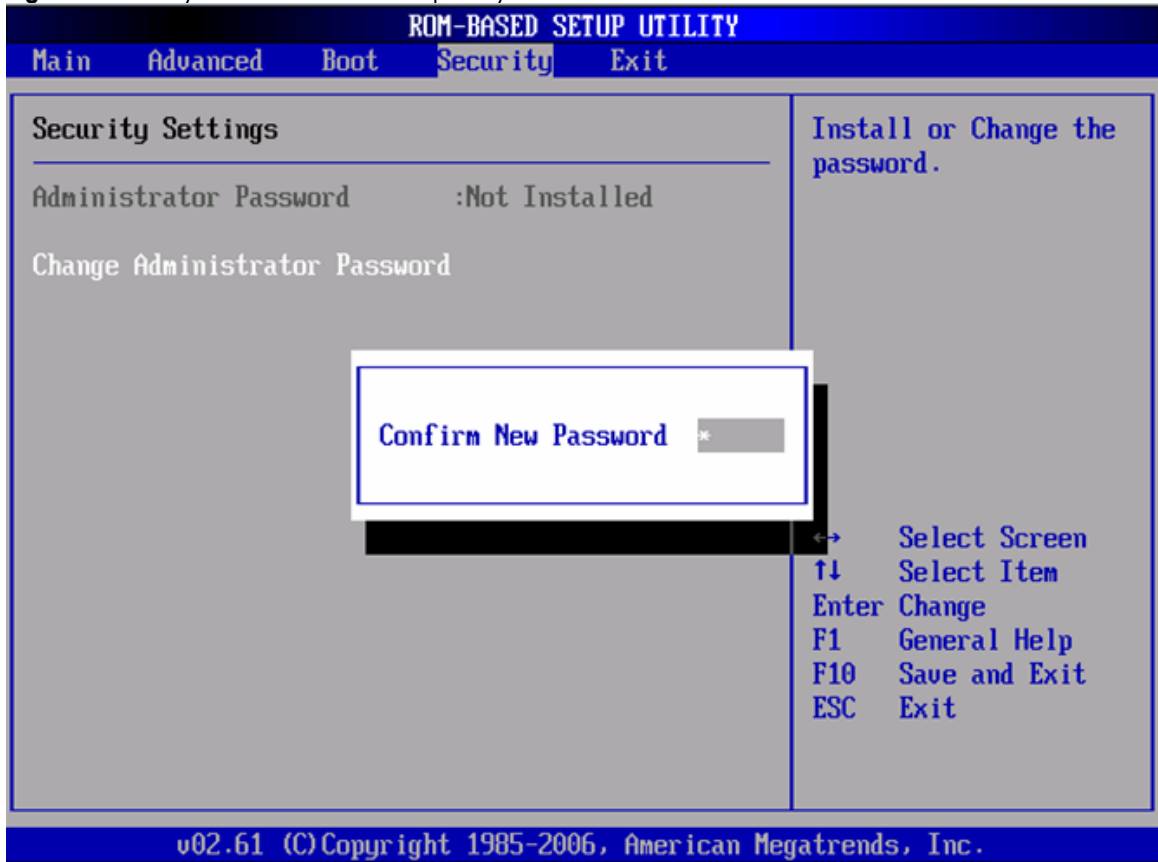 ROM-BASED SETUP UTILITY
Main Advanced Boot Security Exit
Security Settings
Administrator Password :Not Installed
Change Administrator Password
Install or Change the
password.
Confirm New Password *
←→ Select Screen
↑↓ Select Item
Enter Change
F1 General Help
F10 Save and Exit
ESC Exit
v02.61 (C)Copyright 1985-2006, American Megatrends, Inc.